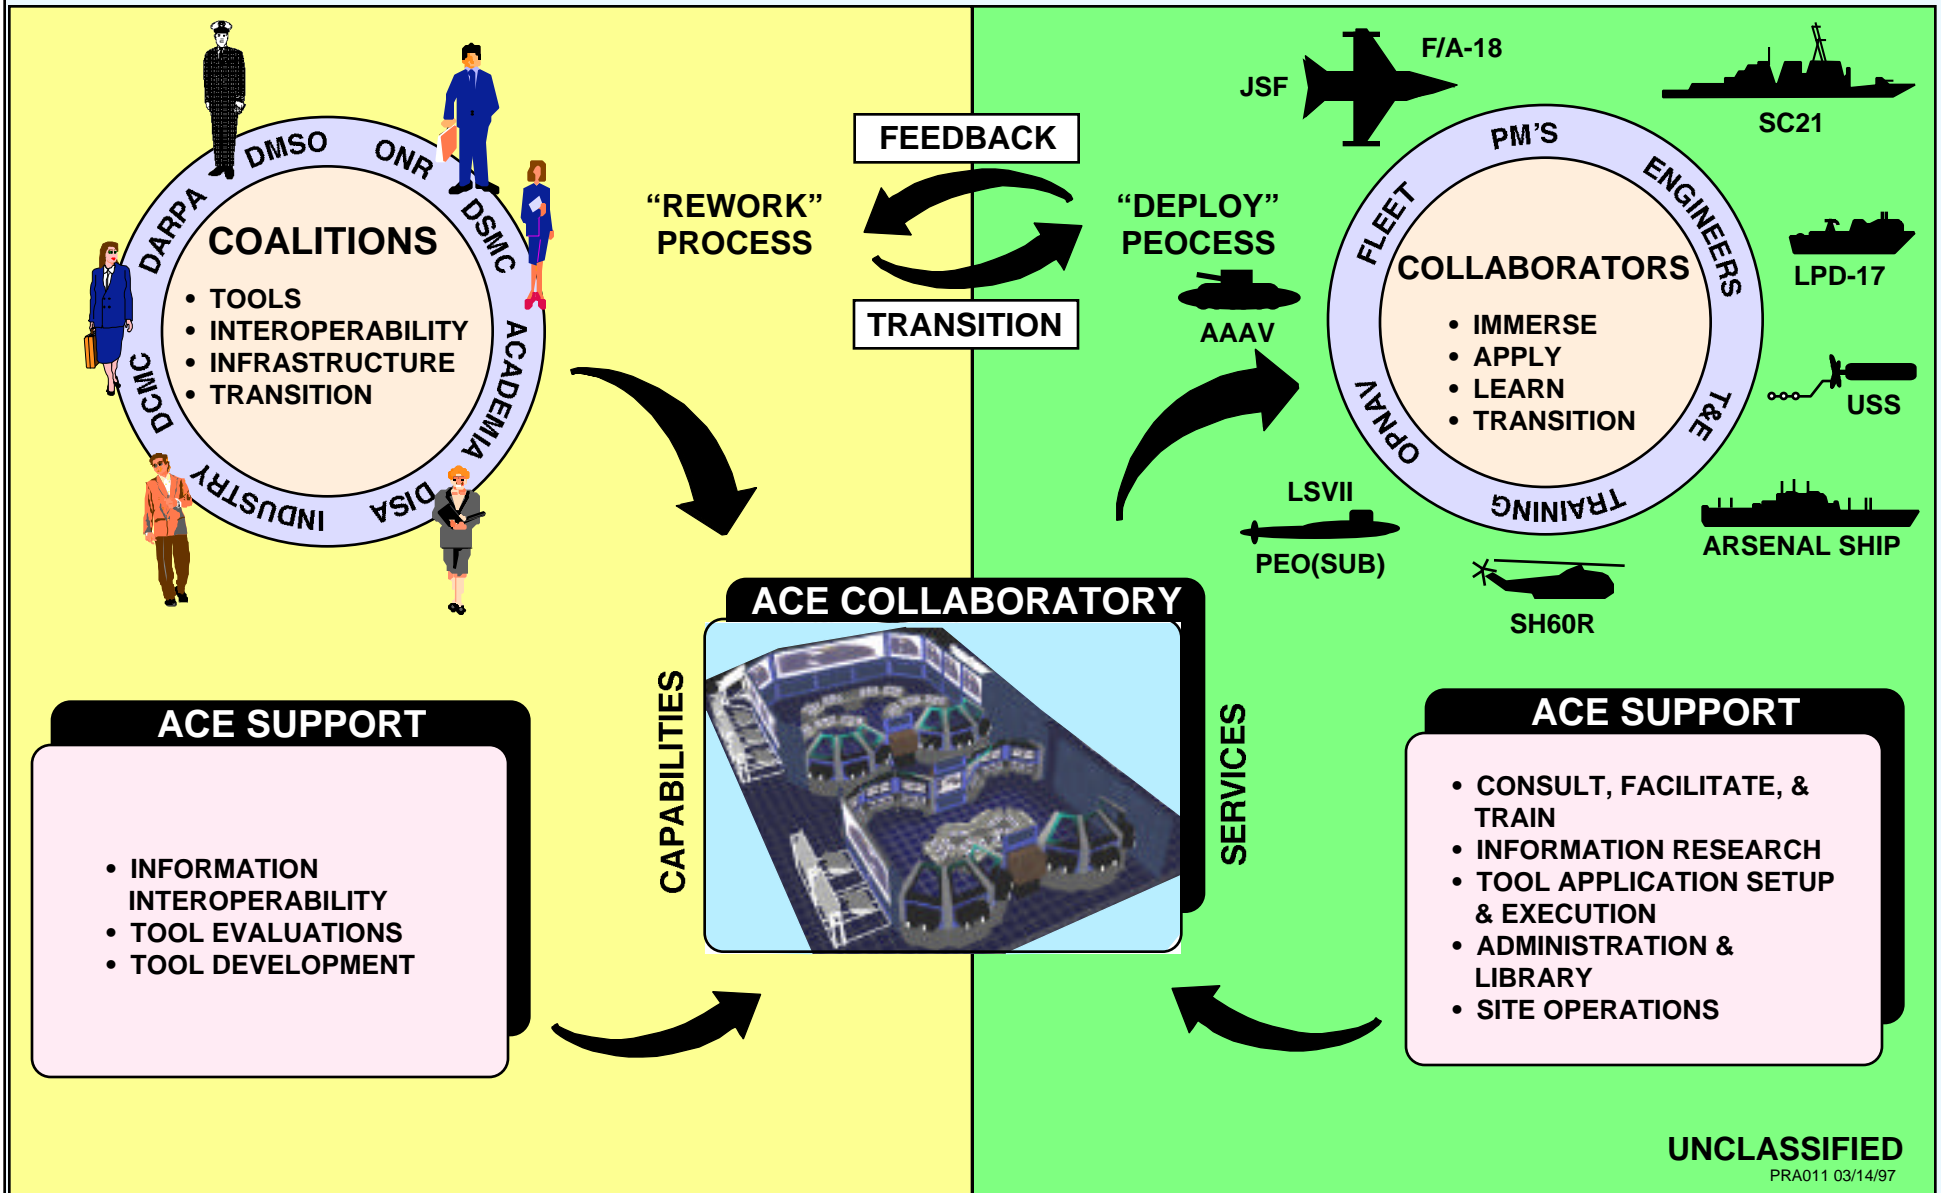 DARPA
DMSO
ONR
DSMC
ACADEMIA
DISA
INDUSTRY
DCMC
COALITIONS
• TOOLS
• INTEROPERABILITY
• INFRASTRUCTURE
• TRANSITION
“REWORK”
PROCESS
FEEDBACK
TRANSITION
“DEPLOY”
PEOCESS
AAAV
JSF
F/A-18
SC21
LPD-17
USS
ARSENAL SHIP
SH60R
LSVII
PEO(SUB)
FLEET
PM'S
ENGINEERS
T&E
TRAINING
OPNAV
COLLABORATORS
• IMMERSE
• APPLY
• LEARN
• TRANSITION
ACE COLLABORATORY
CAPABILITIES
SERVICES
ACE SUPPORT
• INFORMATION
INTEROPERABILITY
• TOOL EVALUATIONS
• TOOL DEVELOPMENT
ACE SUPPORT
• CONSULT, FACILITATE, &
TRAIN
• INFORMATION RESEARCH
• TOOL APPLICATION SETUP
& EXECUTION
• ADMINISTRATION &
LIBRARY
• SITE OPERATIONS
UNCLASSIFIED
PRA011 03/14/97